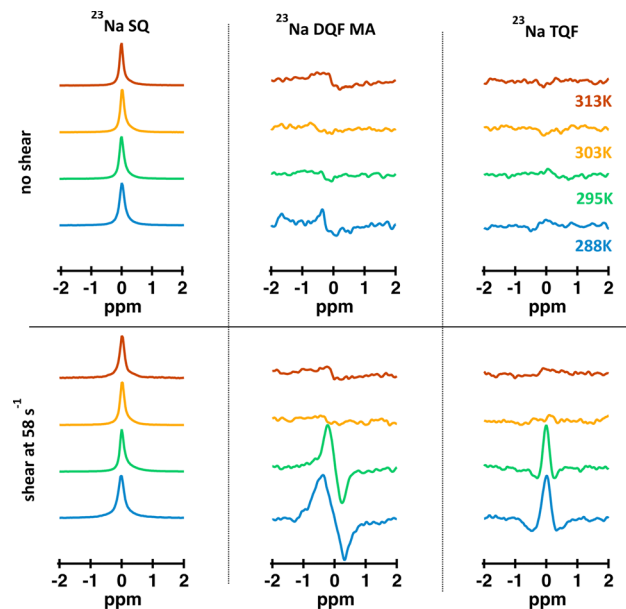 ²³Na SQ
²³Na DQF MA
²³Na TQF
no shear
313K
303K
295K
288K
-2 -1 0 1 2
ppm
-2 -1 0 1 2
ppm
-2 -1 0 1 2
ppm
shear at 58 s⁻¹
-2 -1 0 1 2
ppm
-2 -1 0 1 2
ppm
-2 -1 0 1 2
ppm